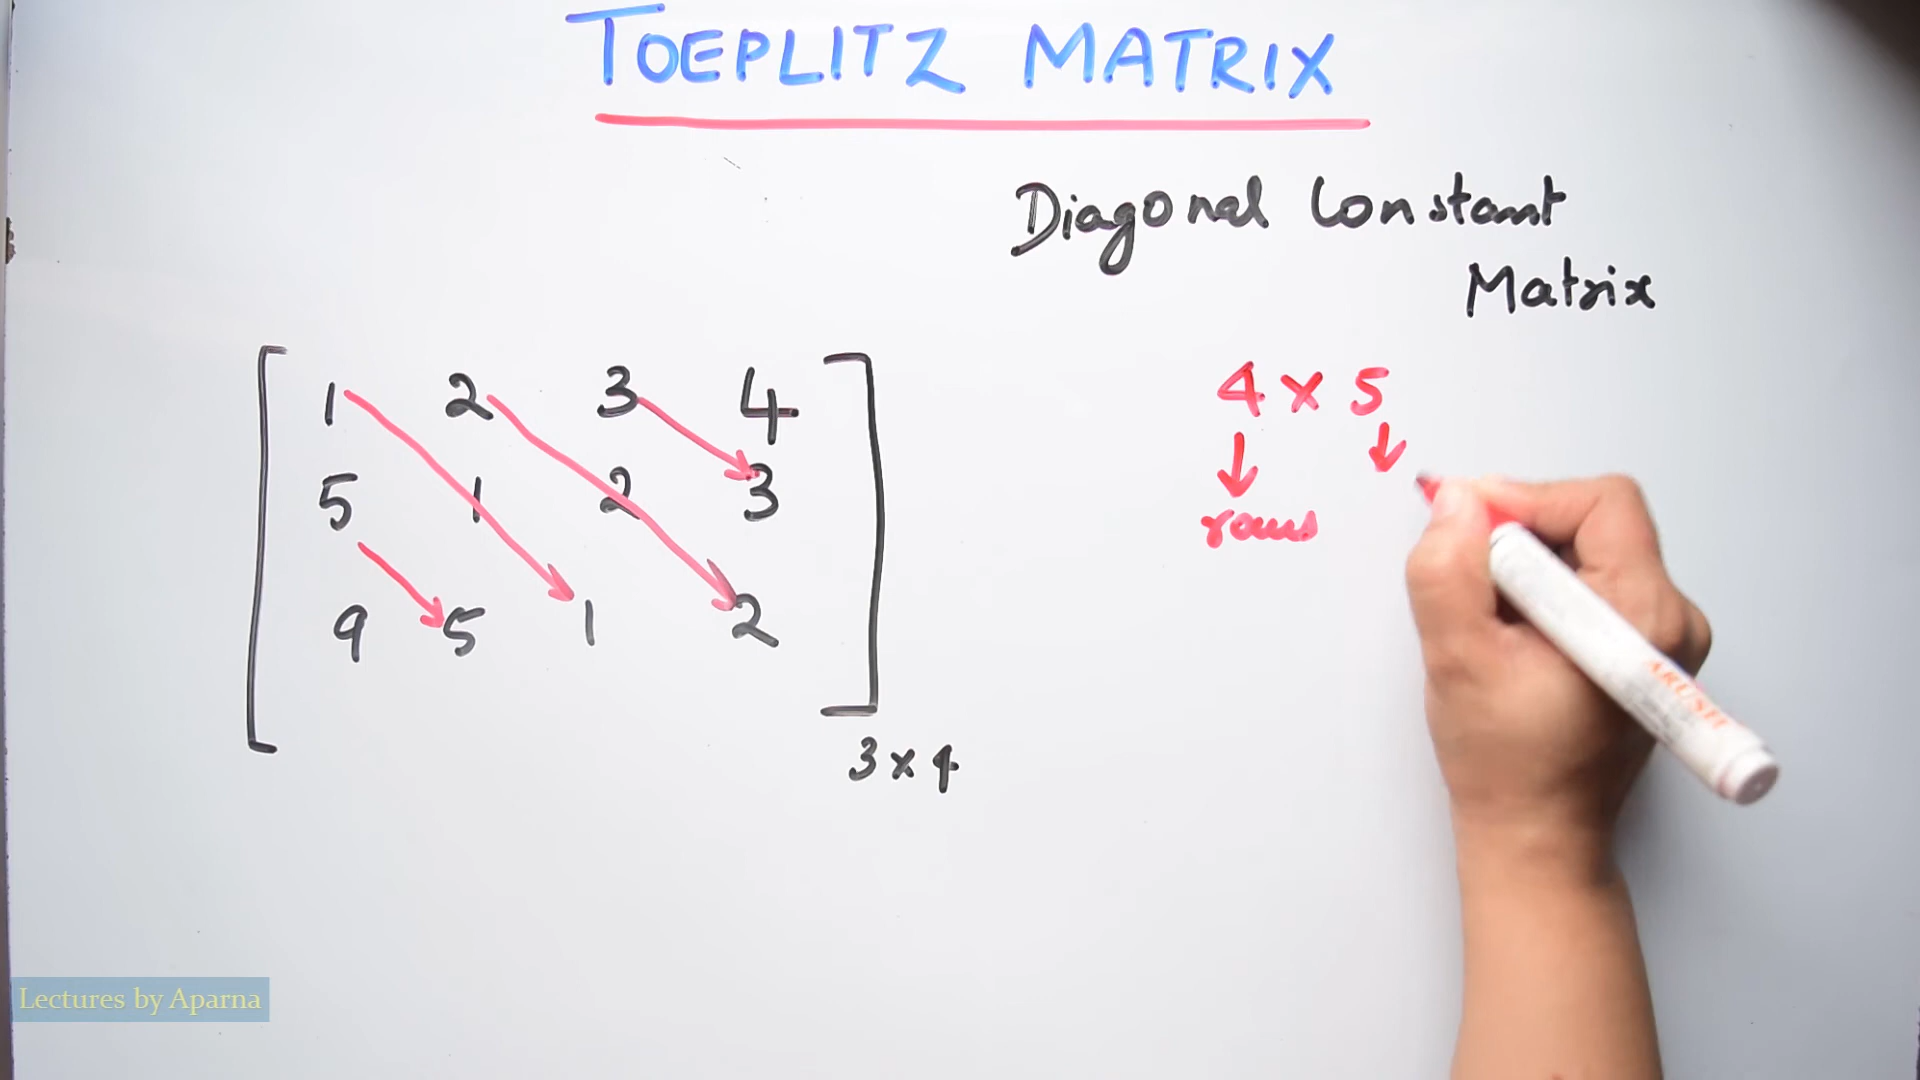 TOEPLITZ MATRIX
Diagonal Constant
Matrix
1 2 3 4
5 1 2 3
9 5 1 2
3 x 4
4 x 5
rows
ARUSH
Lectures by Aparna